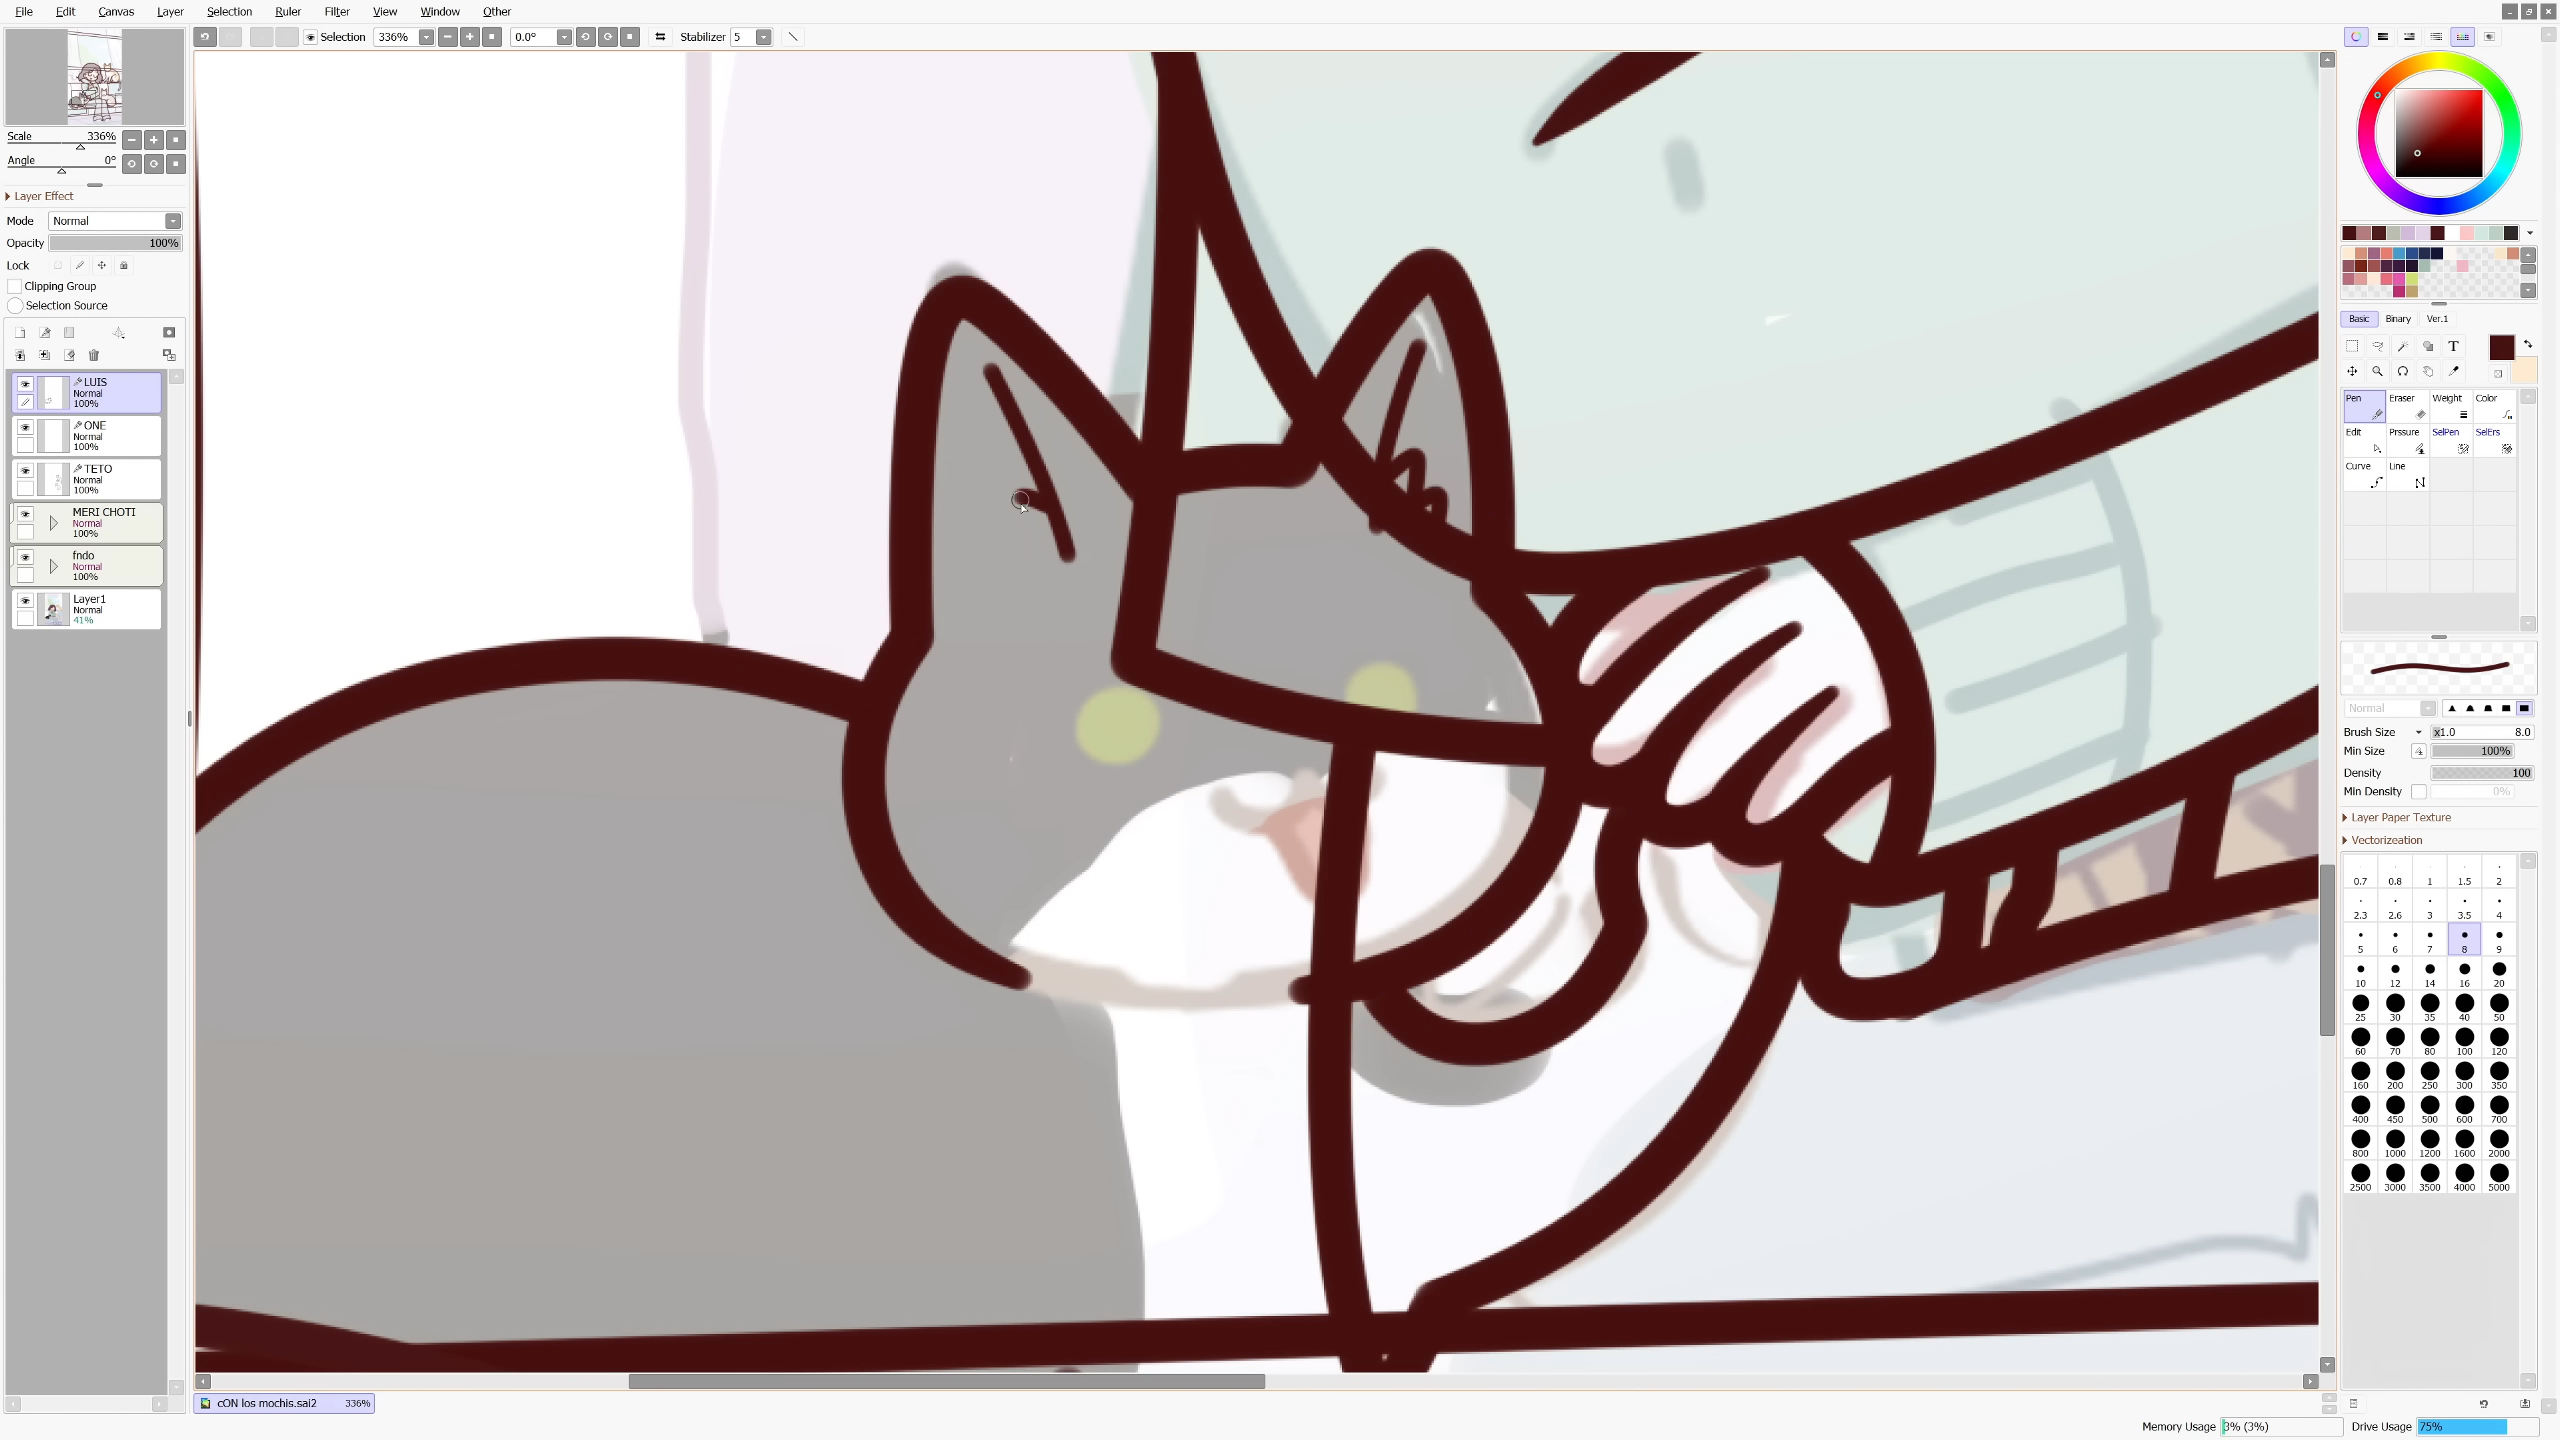 File Edit Canvas Layer Selection Ruler Filter View Window Other
Selection 336% 0.0° Stabilizer 5
Scale 336%
Angle 0°
Layer Effect
Mode Normal
Opacity 100%
Lock
Clipping Group
Selection Source
LUIS
Normal
100%
ONE
Normal
100%
TETO
Normal
100%
MERI CHOTI
Normal
100%
fndo
Normal
100%
Layer1
Normal
41%
Basic Binary Ver.1
T
Pen Eraser Weight Color
Edit Prssure SelPen SelErs
Curve Line
Normal
Brush Size x1.0 8.0
Min Size 100%
Density 100
Min Density 0%
Layer Paper Texture
Vectorizeation
0.7 0.8 1 1.5 2
2.3 2.6 3 3.5 4
5 6 7 8 9
10 12 14 16 20
25 30 35 40 50
60 70 80 100 120
160 200 250 300 350
400 450 500 600 700
800 1000 1200 1600 2000
2500 3000 3500 4000 5000
cON los mochis.sai2 336%
Memory Usage 3% (3%) Drive Usage 75%